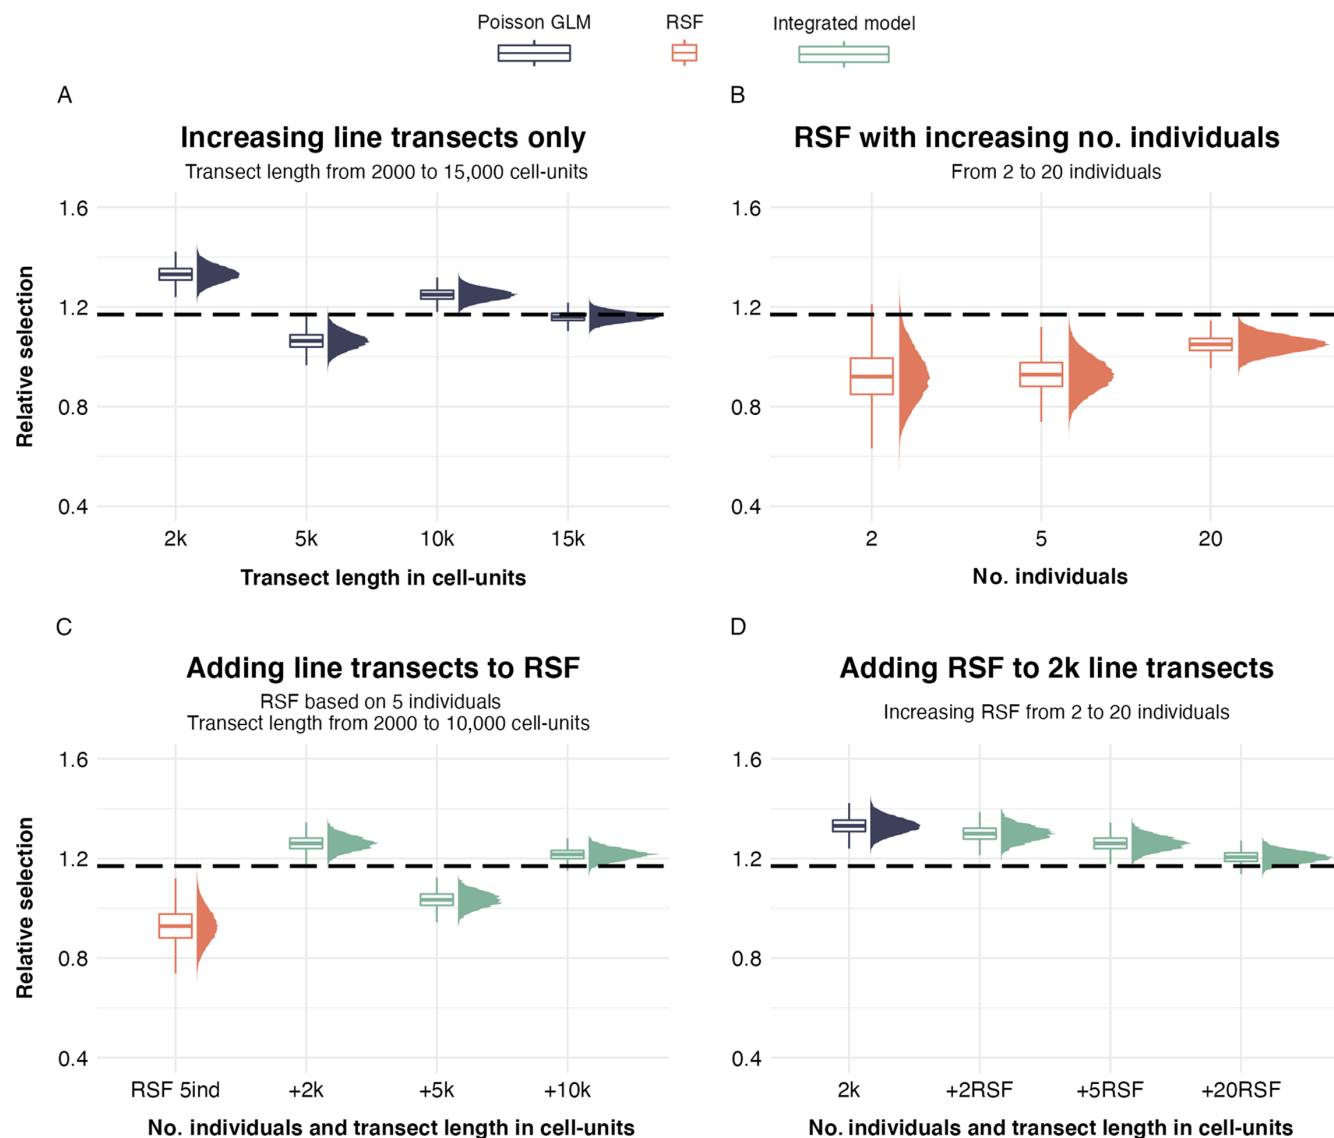 Poisson GLM RSF Integrated model
A
Increasing line transects only
Transect length from 2000 to 15,000 cell-units
Relative selection
1.6
1.2
0.8
0.4
2k 5k 10k 15k
Transect length in cell-units
B
RSF with increasing no. individuals
From 2 to 20 individuals
1.6
1.2
0.8
0.4
2 5 20
No. individuals
C
Adding line transects to RSF
RSF based on 5 individuals
Transect length from 2000 to 10,000 cell-units
Relative selection
1.6
1.2
0.8
0.4
RSF 5ind +2k +5k +10k
No. individuals and transect length in cell-units
D
Adding RSF to 2k line transects
Increasing RSF from 2 to 20 individuals
1.6
1.2
0.8
0.4
2k +2RSF +5RSF +20RSF
No. individuals and transect length in cell-units